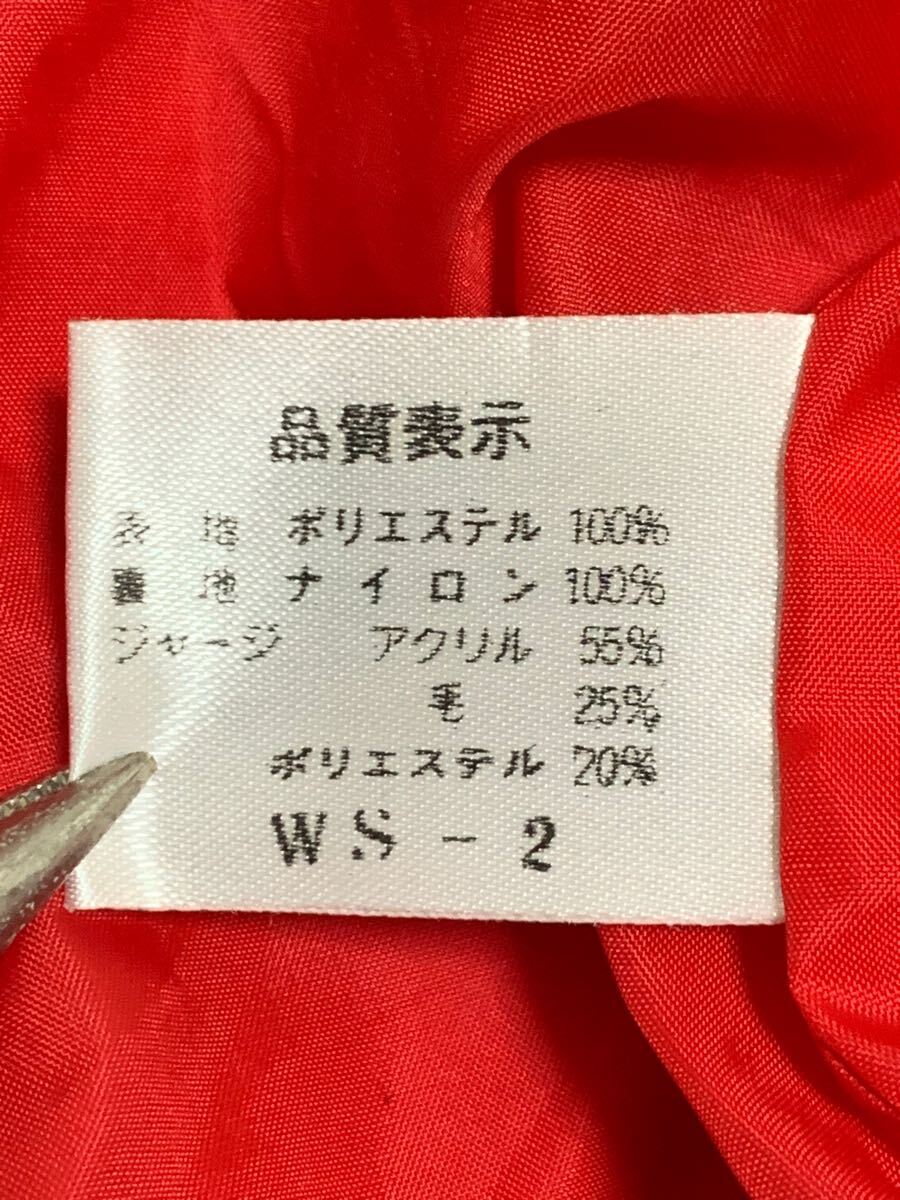 品質表示
表 地 ポリエステル 100%
裏 地 ナイロン 100%
ジャージ アクリル 55%
毛 25%
ポリエステル 20%
WS-2